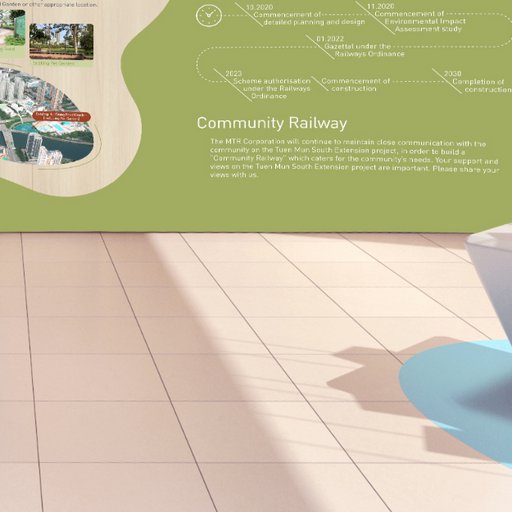 Garden or other appropriate location.
10.2020
Commencement of
detailed planning and design
11.2020
Commencement of
Environmental Impact
Assessment study
01.2022
Gazettal under the
Railways Ordinance
2023
Scheme authorisation
under the Railways
Ordinance
Commencement of
construction
2030
Completion of
construction
Community Railway
The MTR Corporation will continue to maintain close communication with the
community on the Tuen Mun South Extension project, in order to build a
"Community Railway" which caters for the community's needs. Your support and
views on the Tuen Mun South Extension project are important. Please share your
views with us.